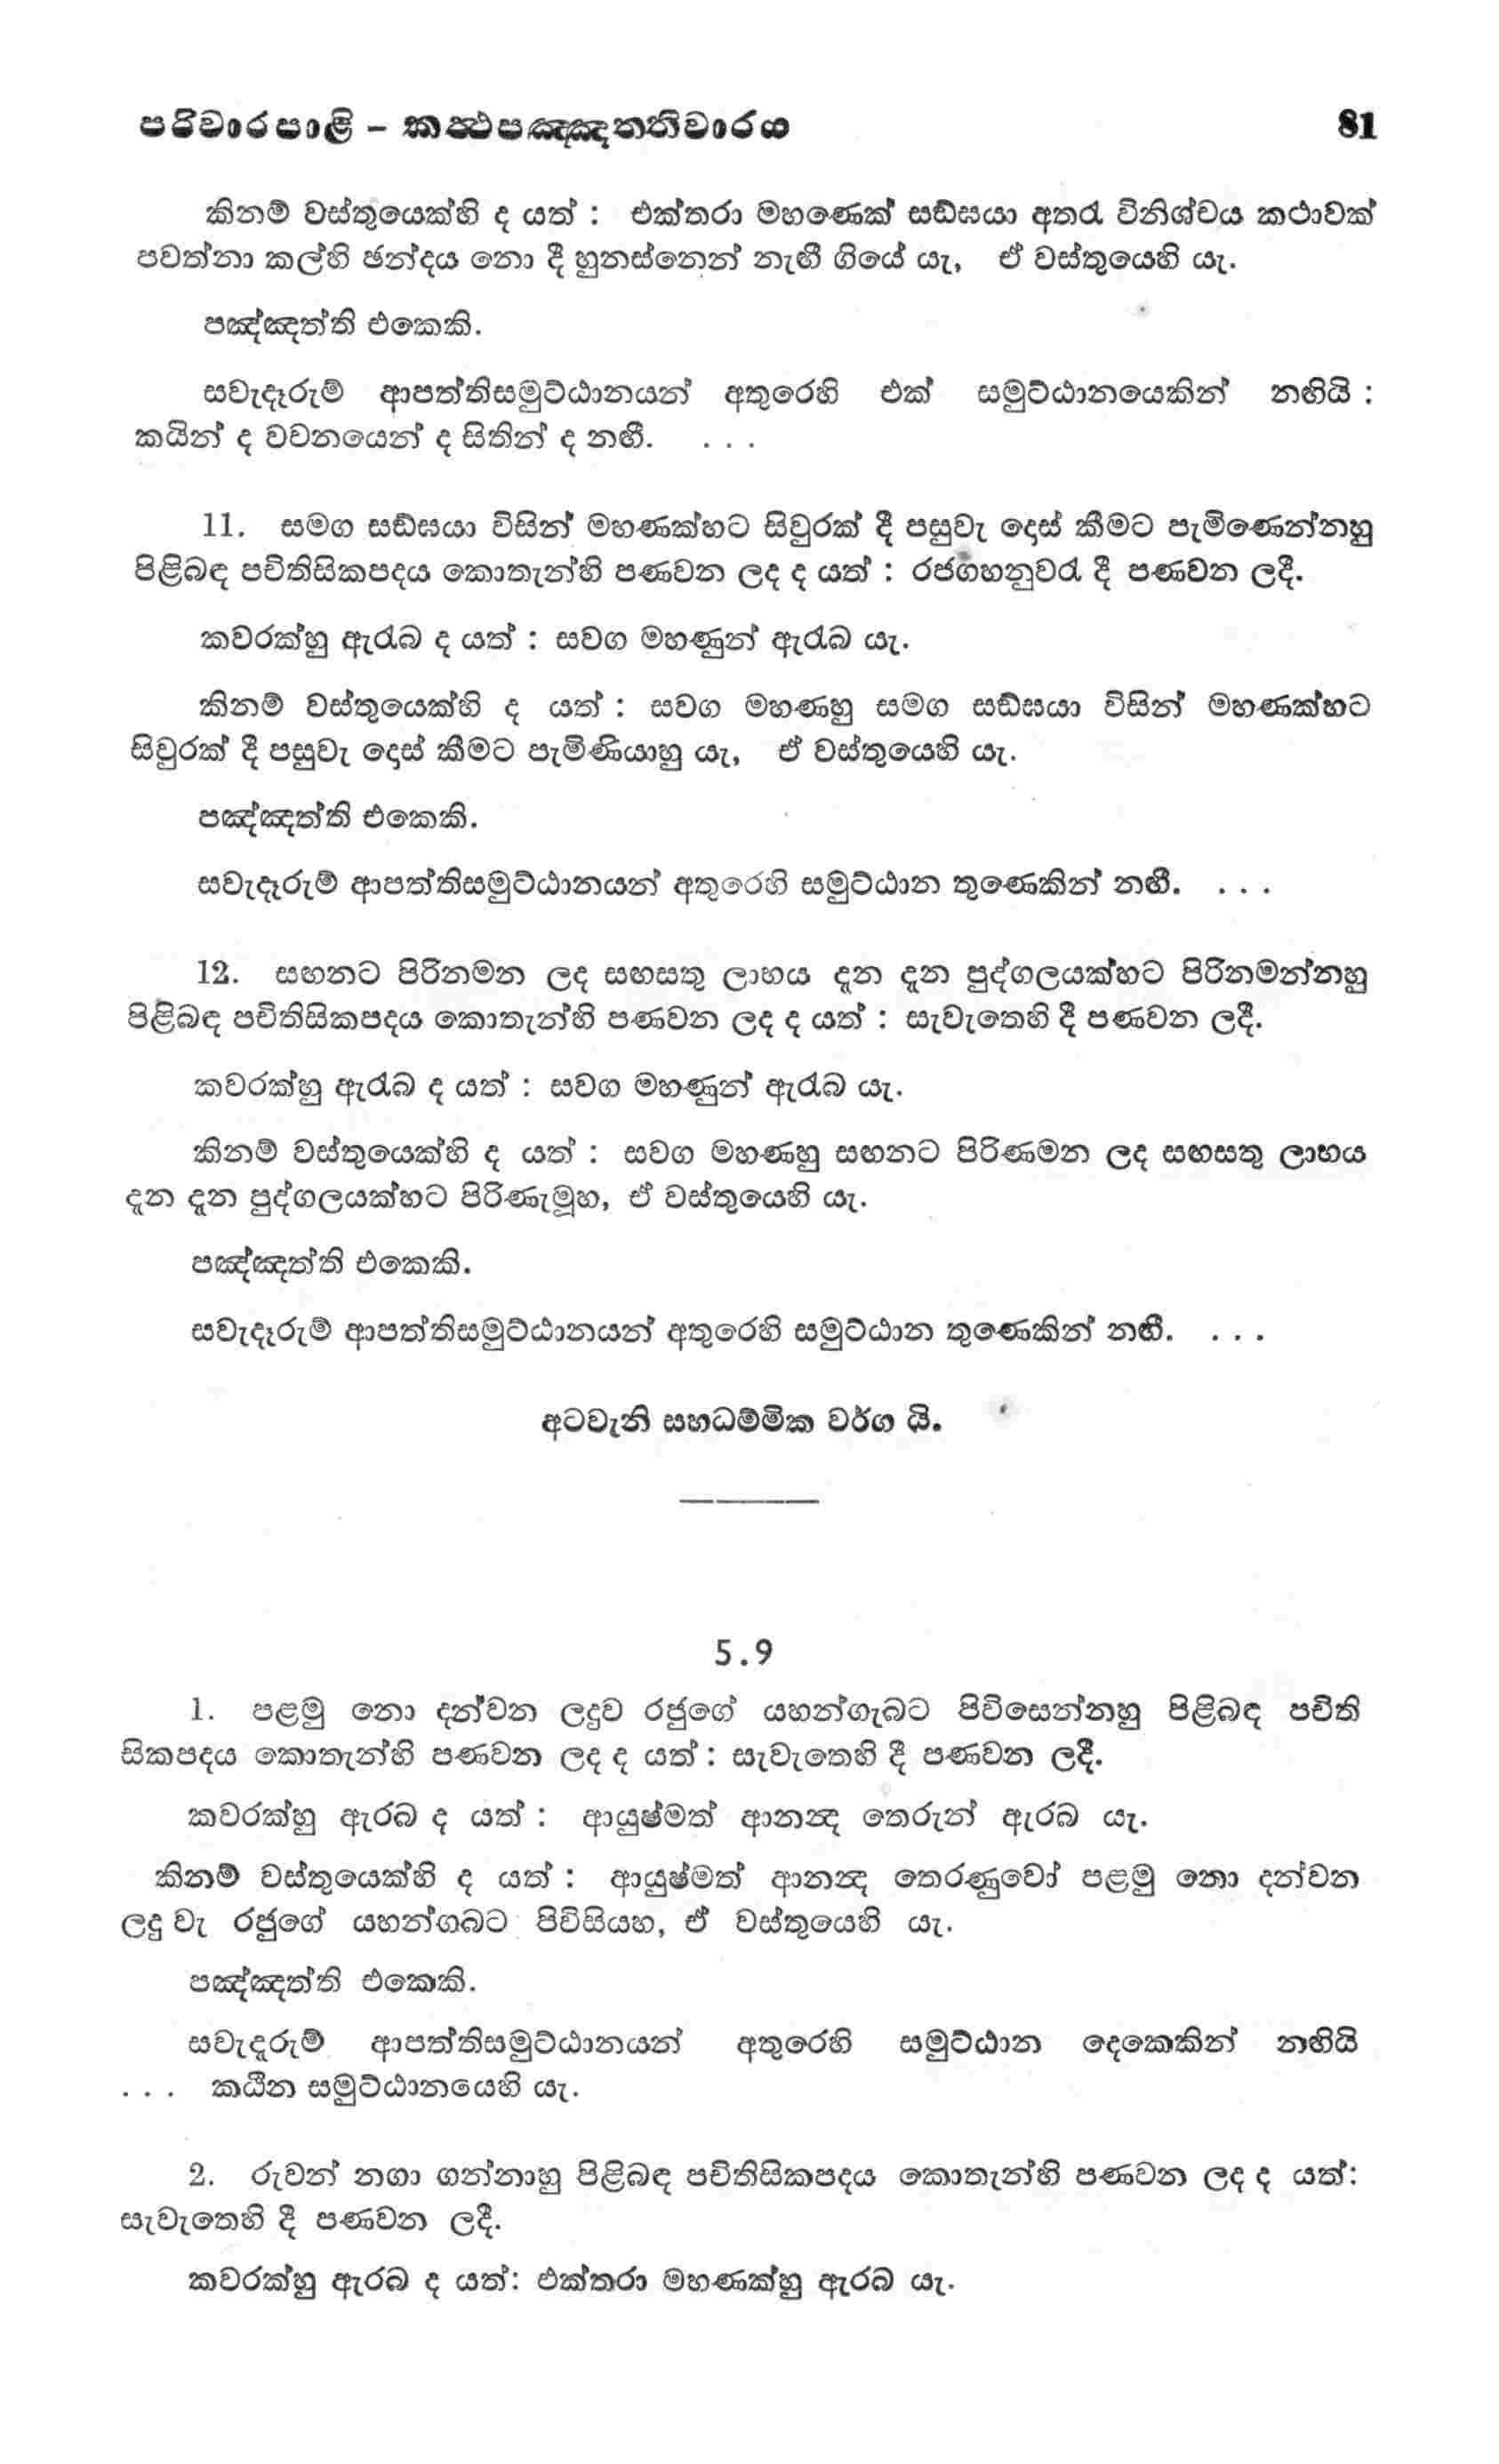 පරිවාරපාළි – කත්‍ථපඤ්ඤත්තිවාරය 81
කිනම් වස්තුයෙක්හි ද යත් : එක්තරා මහණෙක් සඬ්ඝයා අතරැ විනිශ්චය කථාවක්
පවත්නා කල්හි ඡන්දය නො දී හුනස්නෙන් නැඟී ගියේ යැ, ඒ වස්තුයෙහි යැ.
පඤ්ඤත්ති එකෙකි.
සවැදෑරුම් ආපත්තිසමුට්ඨානයන් අතුරෙහි එක් සමුට්ඨානයෙකින් නඟියි :
කයින් ද වචනයෙන් ද සිතින් ද නඟී. . . .
11. සමග සඬ්ඝයා විසින් මහණක්හට සිවුරක් දී පසුවැ දොස් කීමට පැමිණෙන්නහු
පිළිබඳ පචිතිසිකපදය කොතැන්හි පණවන ලද ද යත් : රජගහනුවරැ දී පණවන ලදී.
කවරක්හු ඇරැබ ද යත් : සවග මහණුන් ඇරැබ යැ.
කිනම් වස්තුයෙක්හි ද යත් : සවග මහණහු සමග සඬ්ඝයා විසින් මහණක්හට
සිවුරක් දී පසුවැ දොස් කීමට පැමිණියාහු යැ, ඒ වස්තුයෙහි යැ.
පඤ්ඤත්ති එකෙකි.
සවැදෑරුම් ආපත්තිසමුට්ඨානයන් අතුරෙහි සමුට්ඨාන තුණෙකින් නඟී. . . .
12. සඟනට පිරිනමන ලද සඟසතු ලාභය දැන දැන පුද්ගලයක්හට පිරිනමන්නහු
පිළිබඳ පචිතිසිකපදය කොතැන්හි පණවන ලද ද යත් : සැවැතෙහි දී පණවන ලදී.
කවරක්හු ඇරැබ ද යත් : සවග මහණුන් ඇරැබ යැ.
කිනම් වස්තුයෙක්හි ද යත් : සවග මහණහු සඟනට පිරිණමන ලද සඟසතු ලාභය
දැන දැන පුද්ගලයක්හට පිරිණැමූහ, ඒ වස්තුයෙහි යැ.
පඤ්ඤත්ති එකෙකි.
සවැදෑරුම් ආපත්තිසමුට්ඨානයන් අතුරෙහි සමුට්ඨාන තුණෙකින් නඟී. . . .
අටවැනි සහධම්මික වර්ග යි.
5.9
1. පළමු නො දන්වන ලදුව රජුගේ යහන්ගැබට පිවිසෙන්නහු පිළිබඳ පචිති
සිකපදය කොතැන්හි පණවන ලද ද යත් : සැවැතෙහි දී පණවන ලදී.
කවරක්හු ඇරබ ද යත් : ආයුෂ්මත් ආනන්‍ද තෙරුන් ඇරබ යැ.
කිනම් වස්තුයෙක්හි ද යත් : ආයුෂ්මත් ආනන්‍ද තෙරණුවෝ පළමු නො දන්වන
ලදු වැ රජුගේ යහන්ගබට පිවිසියහ, ඒ වස්තුයෙහි යැ.
පඤ්ඤත්ති එකෙකි.
සවැදැරුම් ආපත්තිසමුට්ඨානයන් අතුරෙහි සමුට්ඨාන දෙකෙකින් නඟියි
. . . කඨින සමුට්ඨානයෙහි යැ.
2. රුවන් නගා ගන්නාහු පිළිබඳ පචිතිසිකපදය කොතැන්හි පණවන ලද ද යත්:
සැවැතෙහි දී පණවන ලදී.
කවරක්හු ඇරබ ද යත්: එක්තරා මහණක්හු ඇරබ යැ.